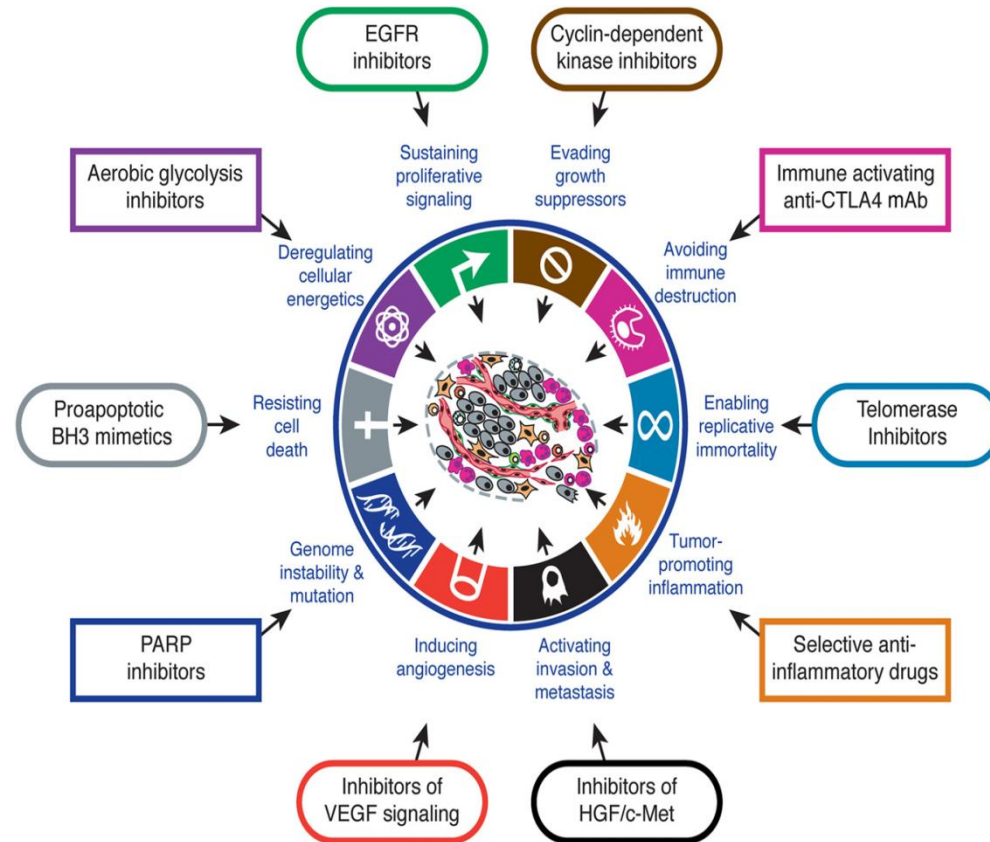 EGFR
inhibitors
Cyclin-dependent
kinase inhibitors
Sustaining
proliferative
signaling
Evading
growth
suppressors
Aerobic glycolysis
inhibitors
Immune activating
anti-CTLA4 mAb
Deregulating
cellular
energetics
Avoiding
immune
destruction
Proapoptotic
BH3 mimetics
Resisting
cell
death
Enabling
replicative
immortality
Telomerase
Inhibitors
Genome
instability &
mutation
Tumor-
promoting
inflammation
PARP
inhibitors
Inducing
angiogenesis
Activating
invasion &
metastasis
Selective anti-
inflammatory drugs
Inhibitors of
VEGF signaling
Inhibitors of
HGF/c-Met